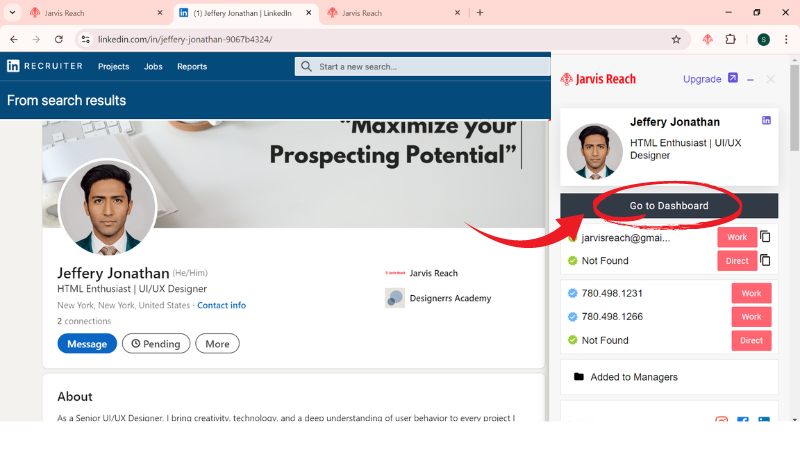 Jarvis Reach
(1) Jeffery Jonathan | LinkedIn
Jarvis Reach
linkedin.com/in/jeffery-jonathan-9067b4324/
S
in RECRUITER
Projects
Jobs
Reports
Start a new search...
From search results
"Maximize your
Prospecting Potential”
Jeffery Jonathan (He/Him)
HTML Enthusiast | UI/UX Designer
New York, New York, United States · Contact info
2 connections
Message
Pending
More
Jarvis Reach
Designerrs Academy
About
As a Senior UI/UX Designer, I bring creativity, technology, and a deep understanding of user behavior to every project I
Jarvis Reach
Upgrade
Jeffery Jonathan
in
HTML Enthusiast | UI/UX
Designer
Go to Dashboard
jarvisreach@gmai...
Work
Not Found
Direct
780.498.1231
Work
780.498.1266
Work
Not Found
Direct
Added to Managers